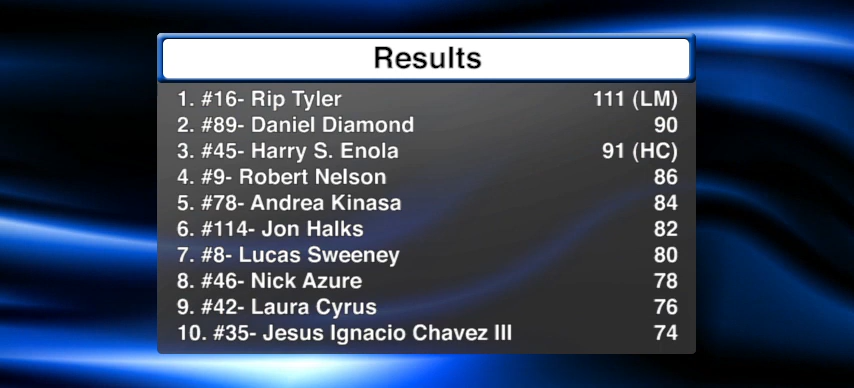 Results
1. #16- Rip Tyler 111 (LM)
2. #89- Daniel Diamond 90
3. #45- Harry S. Enola 91 (HC)
4. #9- Robert Nelson 86
5. #78- Andrea Kinasa 84
6. #114- Jon Halks 82
7. #8- Lucas Sweeney 80
8. #46- Nick Azure 78
9. #42- Laura Cyrus 76
10. #35- Jesus Ignacio Chavez III 74